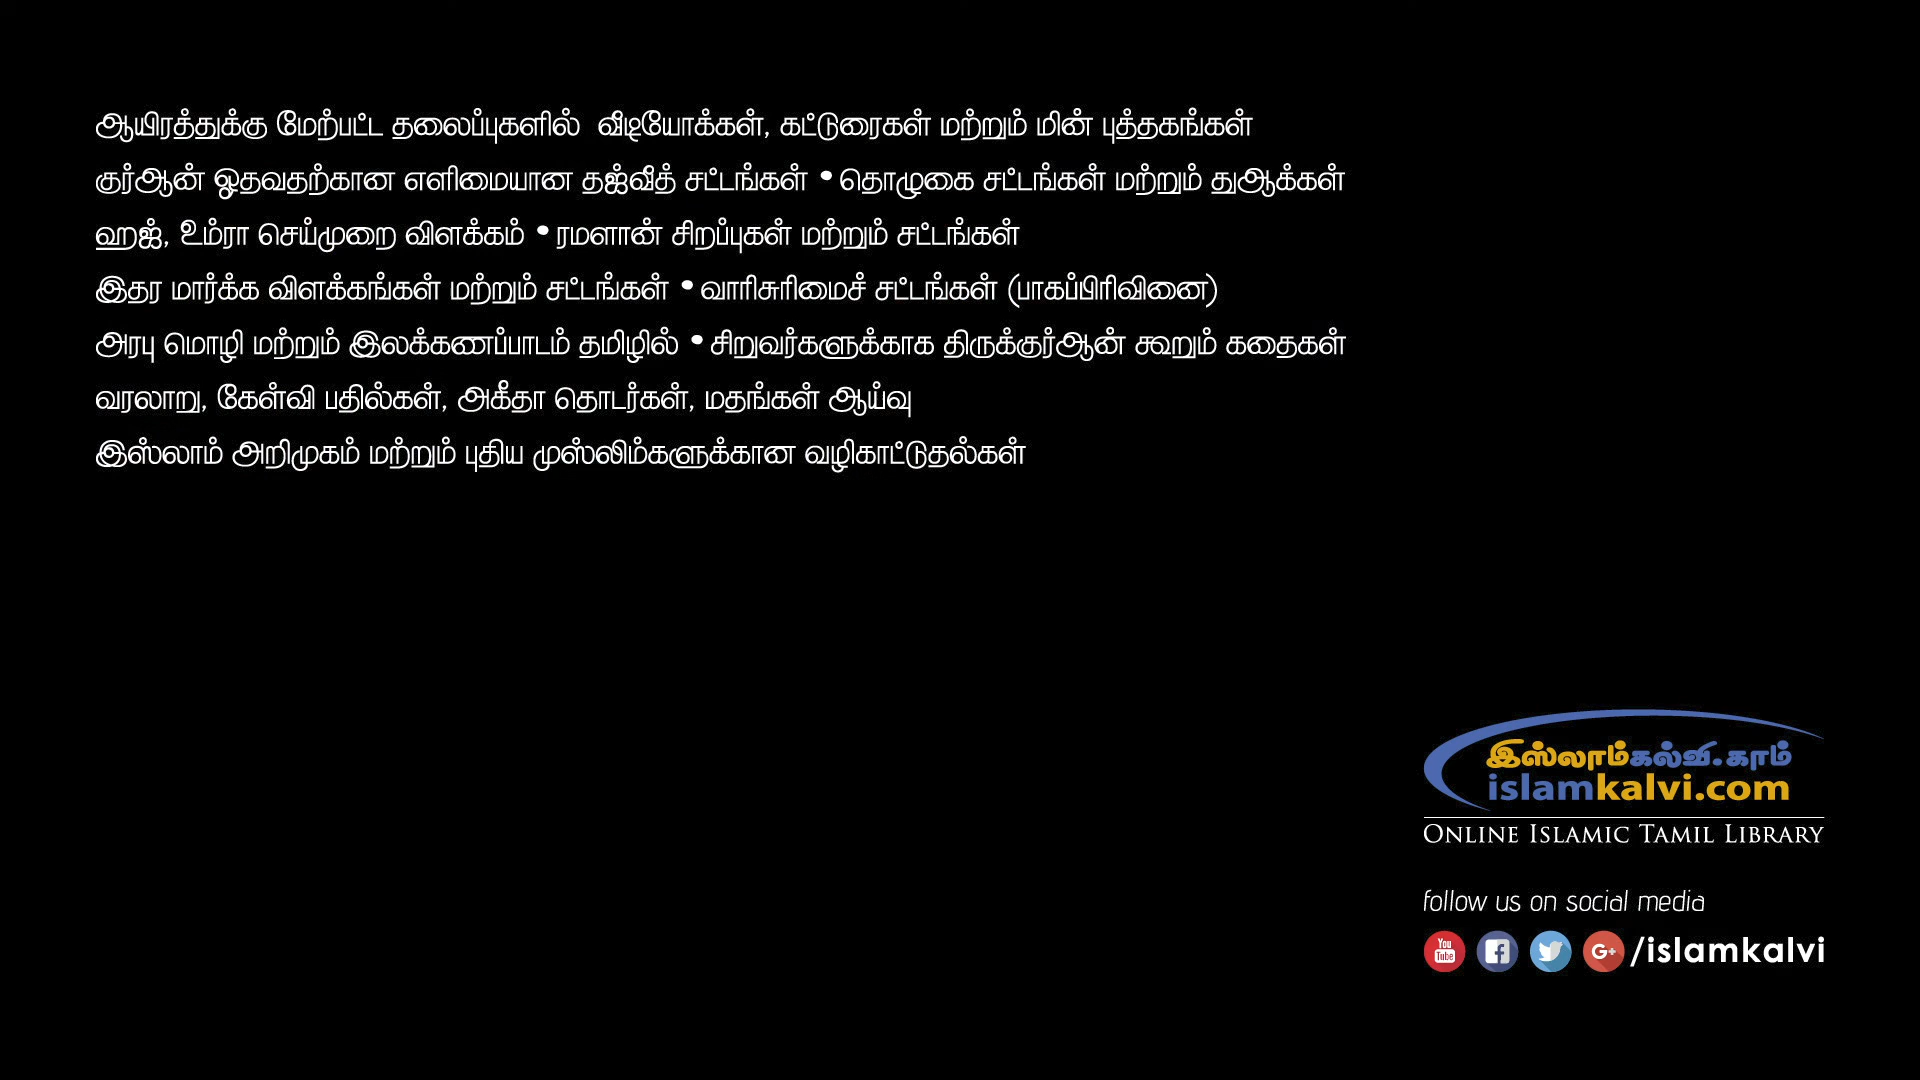 ஆயிரத்துக்கு மேற்பட்ட தலைப்புகளில் வீடியோக்கள், கட்டுரைகள் மற்றும் மின் புத்தகங்கள்
குர்ஆன் ஓதவதற்கான எளிமையான தஜ்வீத் சட்டங்கள் • தொழுகை சட்டங்கள் மற்றும் துஆக்கள்
ஹஜ், உம்ரா செய்முறை விளக்கம் • ரமளான் சிறப்புகள் மற்றும் சட்டங்கள்
இதர மார்க்க விளக்கங்கள் மற்றும் சட்டங்கள் • வாரிசுரிமைச் சட்டங்கள் (பாகப்பிரிவினை)
அரபு மொழி மற்றும் இலக்கணப்பாடம் தமிழில் • சிறுவர்களுக்காக திருக்குர்ஆன் கூறும் கதைகள்
வரலாறு, கேள்வி பதில்கள், அகீதா தொடர்கள், மதங்கள் ஆய்வு
இஸ்லாம் அறிமுகம் மற்றும் புதிய முஸ்லிம்களுக்கான வழிகாட்டுதல்கள்
இஸ்லாம்கல்வி.காம்
islamkalvi.com
ONLINE ISLAMIC TAMIL LIBRARY
follow us on social media
You Tube f G+ /islamkalvi